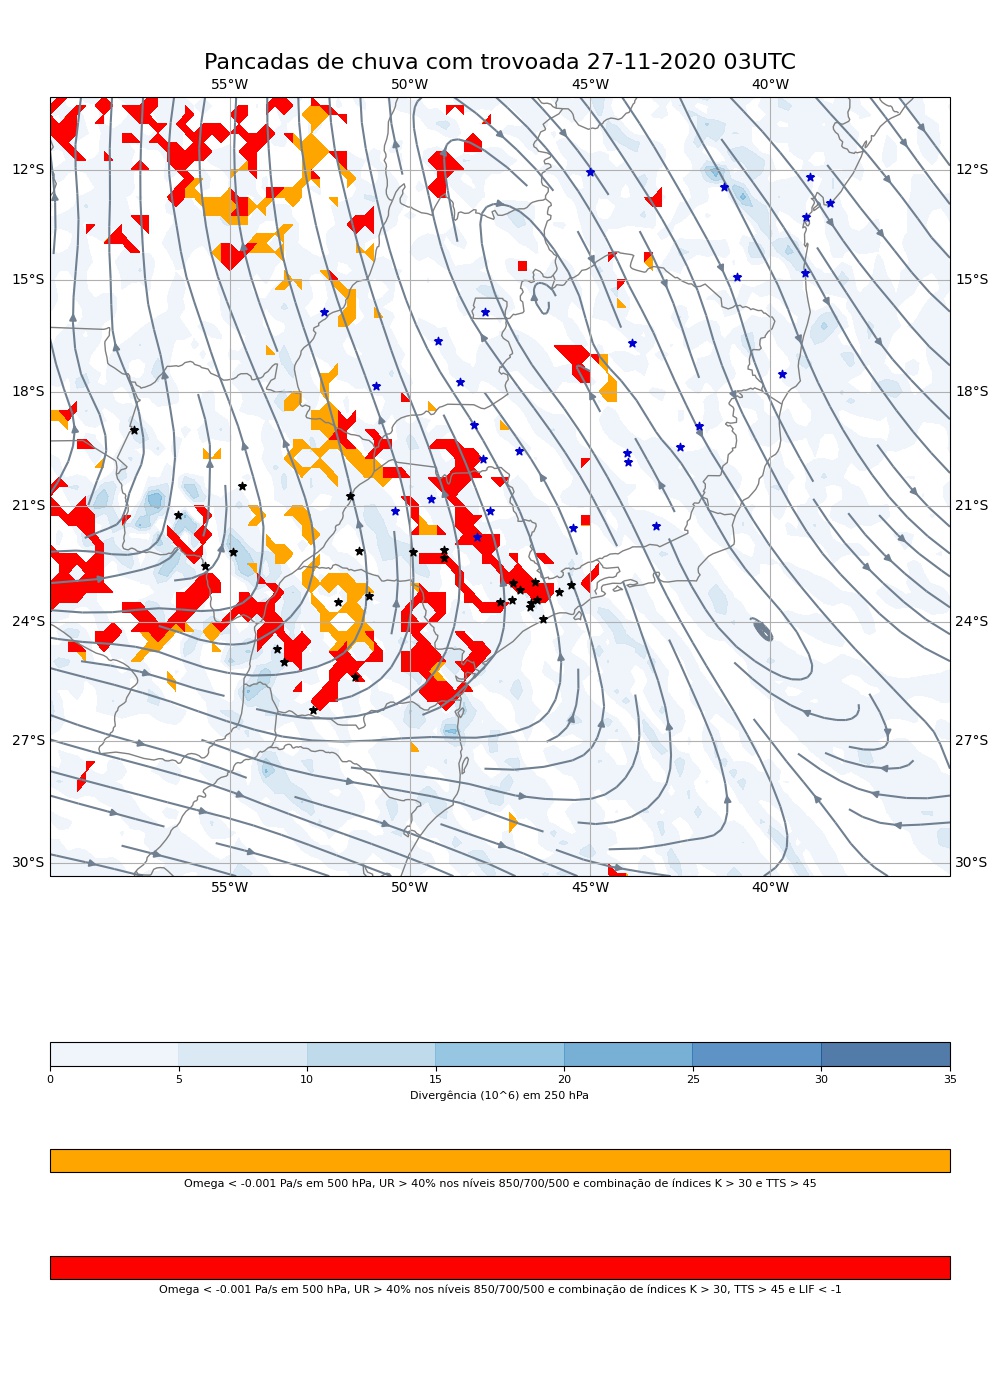 Pancadas de chuva com trovoada 27-11-2020 03UTC
55°W 50°W 45°W 40°W
12°S 12°S
15°S 15°S
18°S 18°S
21°S 21°S
24°S 24°S
27°S 27°S
30°S 30°S
55°W 50°W 45°W 40°W
0 5 10 15 20 25 30 35
Divergência (10^6) em 250 hPa
Omega < -0.001 Pa/s em 500 hPa, UR > 40% nos níveis 850/700/500 e combinação de índices K > 30 e TTS > 45
Omega < -0.001 Pa/s em 500 hPa, UR > 40% nos níveis 850/700/500 e combinação de índices K > 30, TTS > 45 e LIF < -1